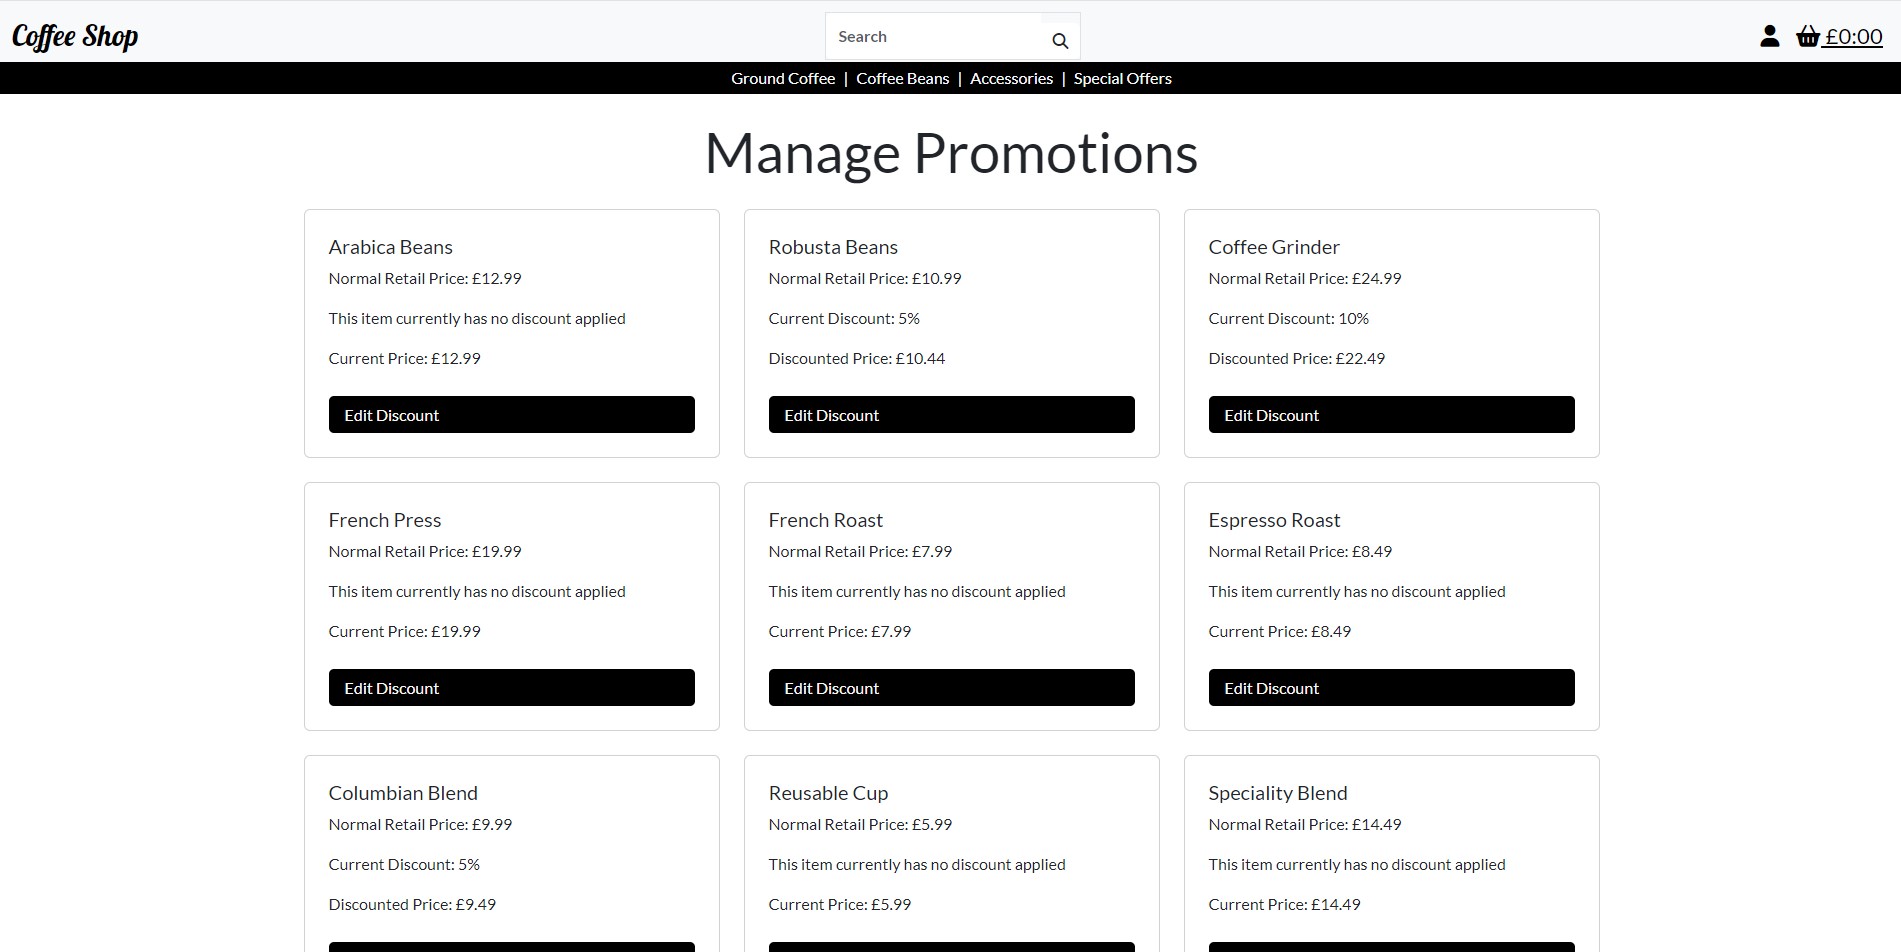 Coffee Shop
Search
£0:00
Ground Coffee | Coffee Beans | Accessories | Special Offers
Manage Promotions
Arabica Beans
Normal Retail Price: £12.99
This item currently has no discount applied
Current Price: £12.99
Edit Discount
Robusta Beans
Normal Retail Price: £10.99
Current Discount: 5%
Discounted Price: £10.44
Edit Discount
Coffee Grinder
Normal Retail Price: £24.99
Current Discount: 10%
Discounted Price: £22.49
Edit Discount
French Press
Normal Retail Price: £19.99
This item currently has no discount applied
Current Price: £19.99
Edit Discount
French Roast
Normal Retail Price: £7.99
This item currently has no discount applied
Current Price: £7.99
Edit Discount
Espresso Roast
Normal Retail Price: £8.49
This item currently has no discount applied
Current Price: £8.49
Edit Discount
Columbian Blend
Normal Retail Price: £9.99
Current Discount: 5%
Discounted Price: £9.49
Reusable Cup
Normal Retail Price: £5.99
This item currently has no discount applied
Current Price: £5.99
Speciality Blend
Normal Retail Price: £14.49
This item currently has no discount applied
Current Price: £14.49